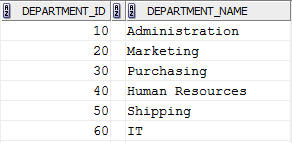 DEPARTMENT_ID DEPARTMENT_NAME
10 Administration
20 Marketing
30 Purchasing
40 Human Resources
50 Shipping
60 IT